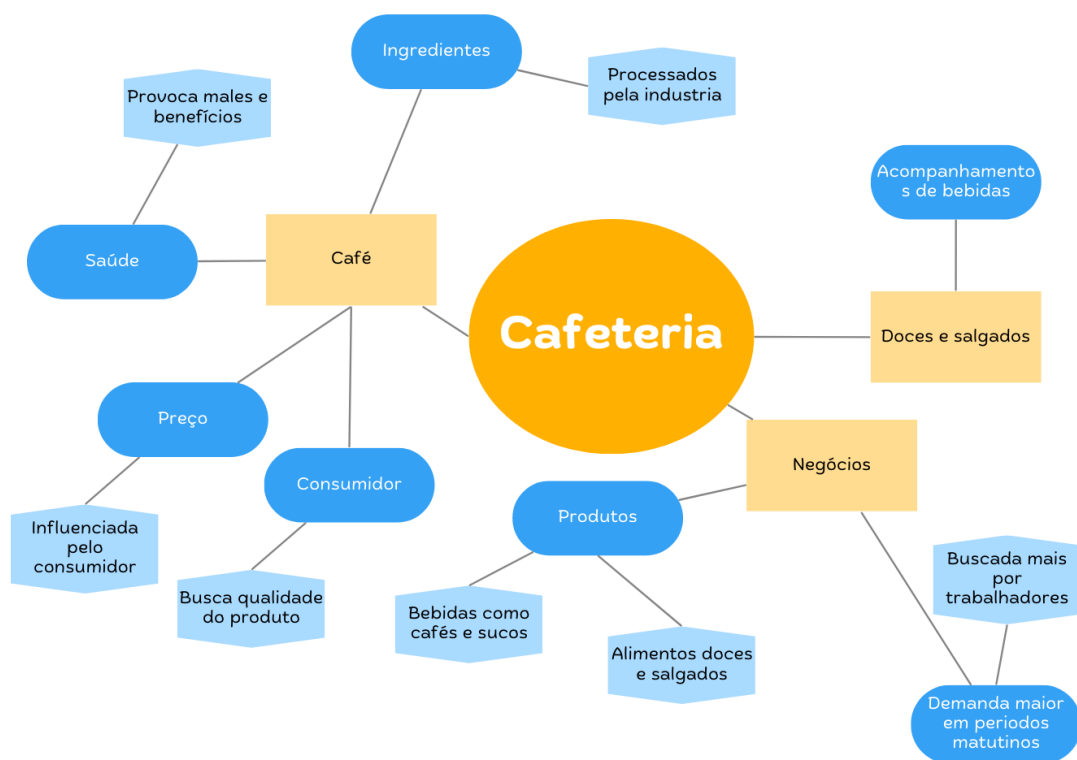 Ingredientes
Processados
pela industria
Provoca males e
benefícios
Acompanhamento
s de bebidas
Saúde
Café
Cafeteria
Doces e salgados
Preço
Consumidor
Negócios
Produtos
Influenciada
pelo
consumidor
Busca qualidade
do produto
Bebidas como
cafés e sucos
Alimentos doces
e salgados
Buscada mais
por
trabalhadores
Demanda maior
em periodos
matutinos